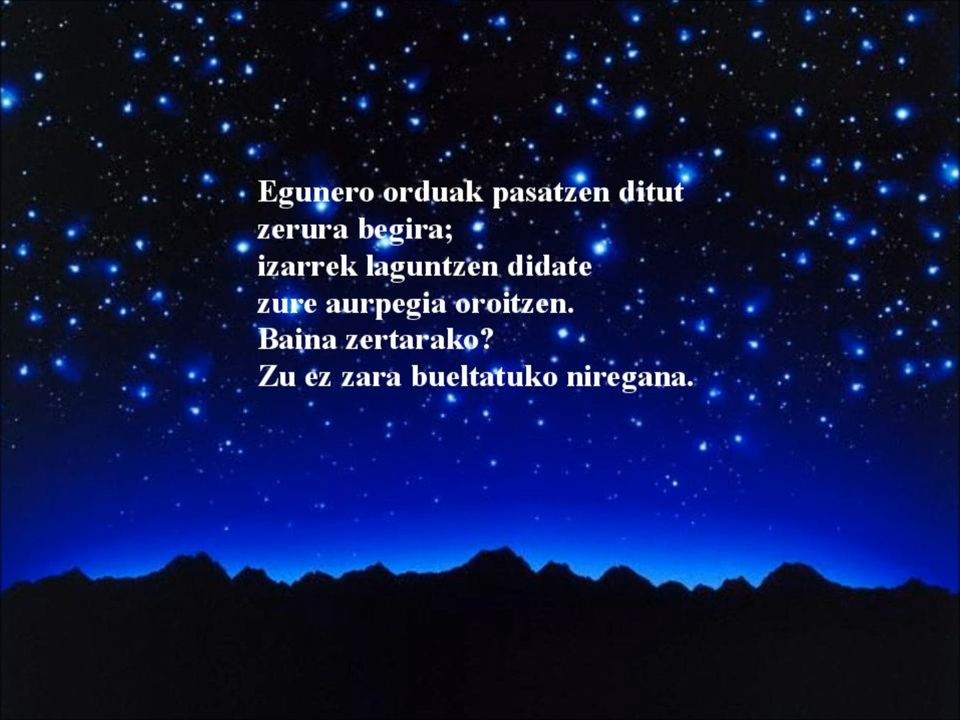 Egunero orduak pasatzen ditut
zerura begira;
izarrek laguntzen didate
zure aurpegia oroitzen.
Baina zertarako?
Zu ez zara bueltatuko niregana.